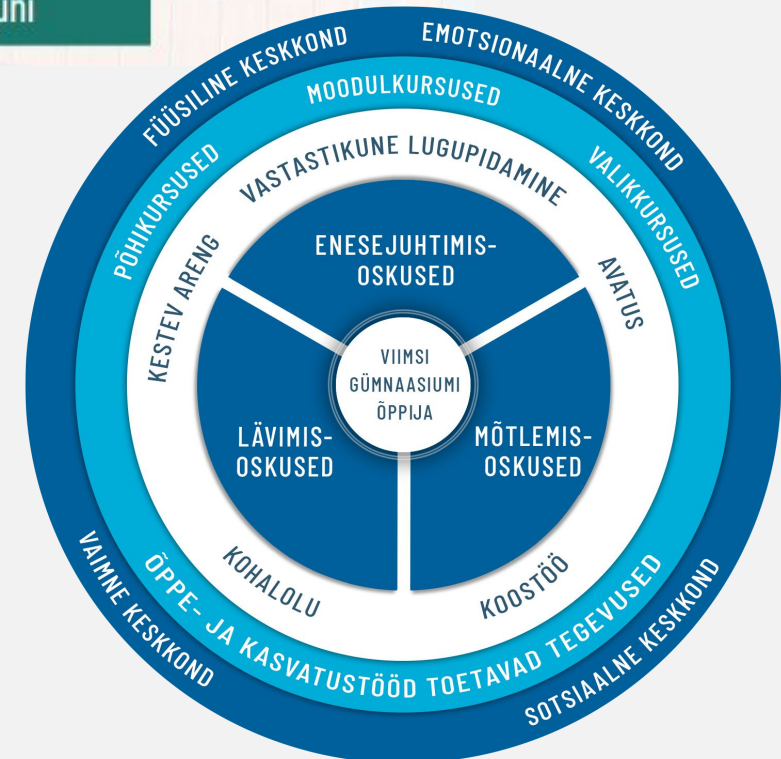 FÜÜSILINE KESKKOND
EMOTSIONAALNE KESKKOND
MOODULKURSUSED
PÕHIKURSUSED
VALIKKURSUSED
VASTASTIKUNE LUGUPIDAMINE
KESTEV ARENG
AVATUS
ENESEJUHTIMIS-
OSKUSED
VIIMSI
GÜMNAASIUMI
ÕPPIJA
LÄVIMIS-
OSKUSED
MÕTLEMIS-
OSKUSED
KOHALOLU
KOOSTÖÖ
ÕPPE- JA KASVATUSTÖÖD TOETAVAD TEGEVUSED
VAIMNE KESKKOND
SOTSIAALNE KESKKOND